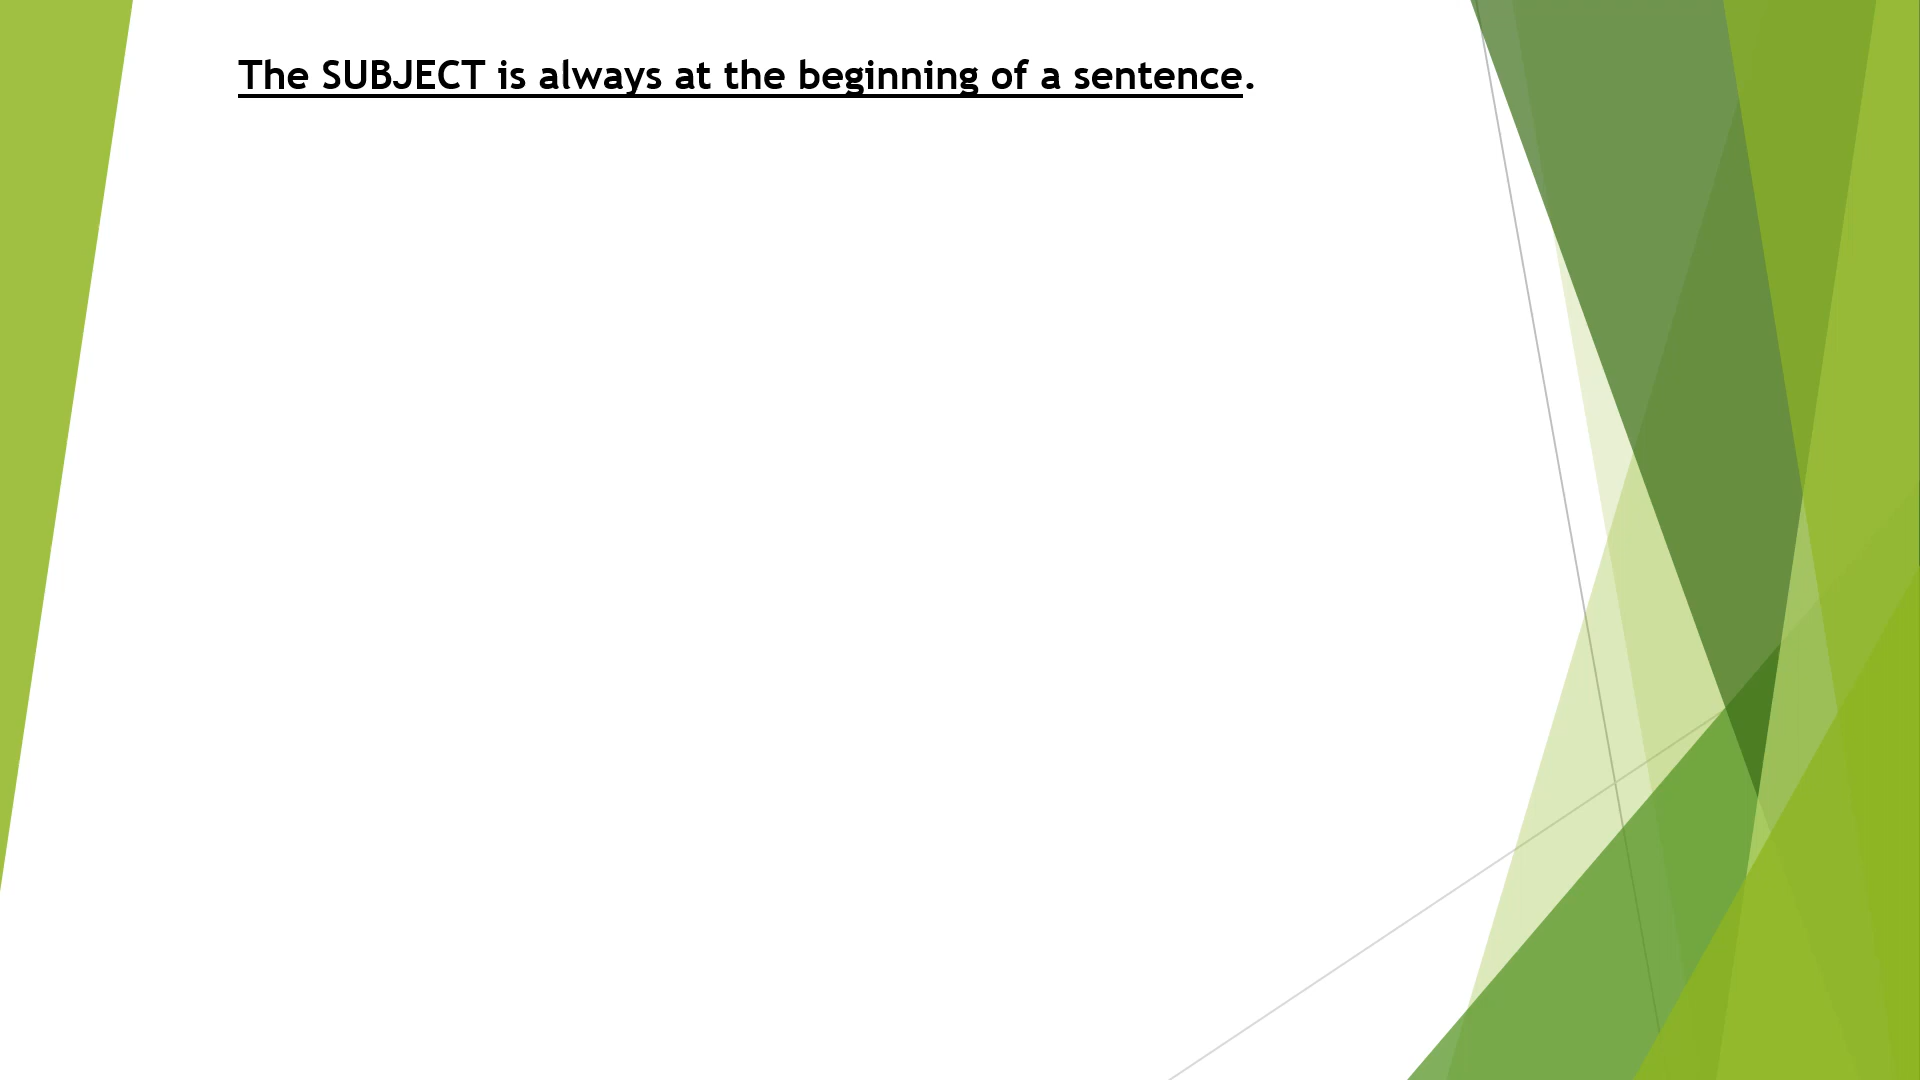 The SUBJECT is always at the beginning of a sentence.